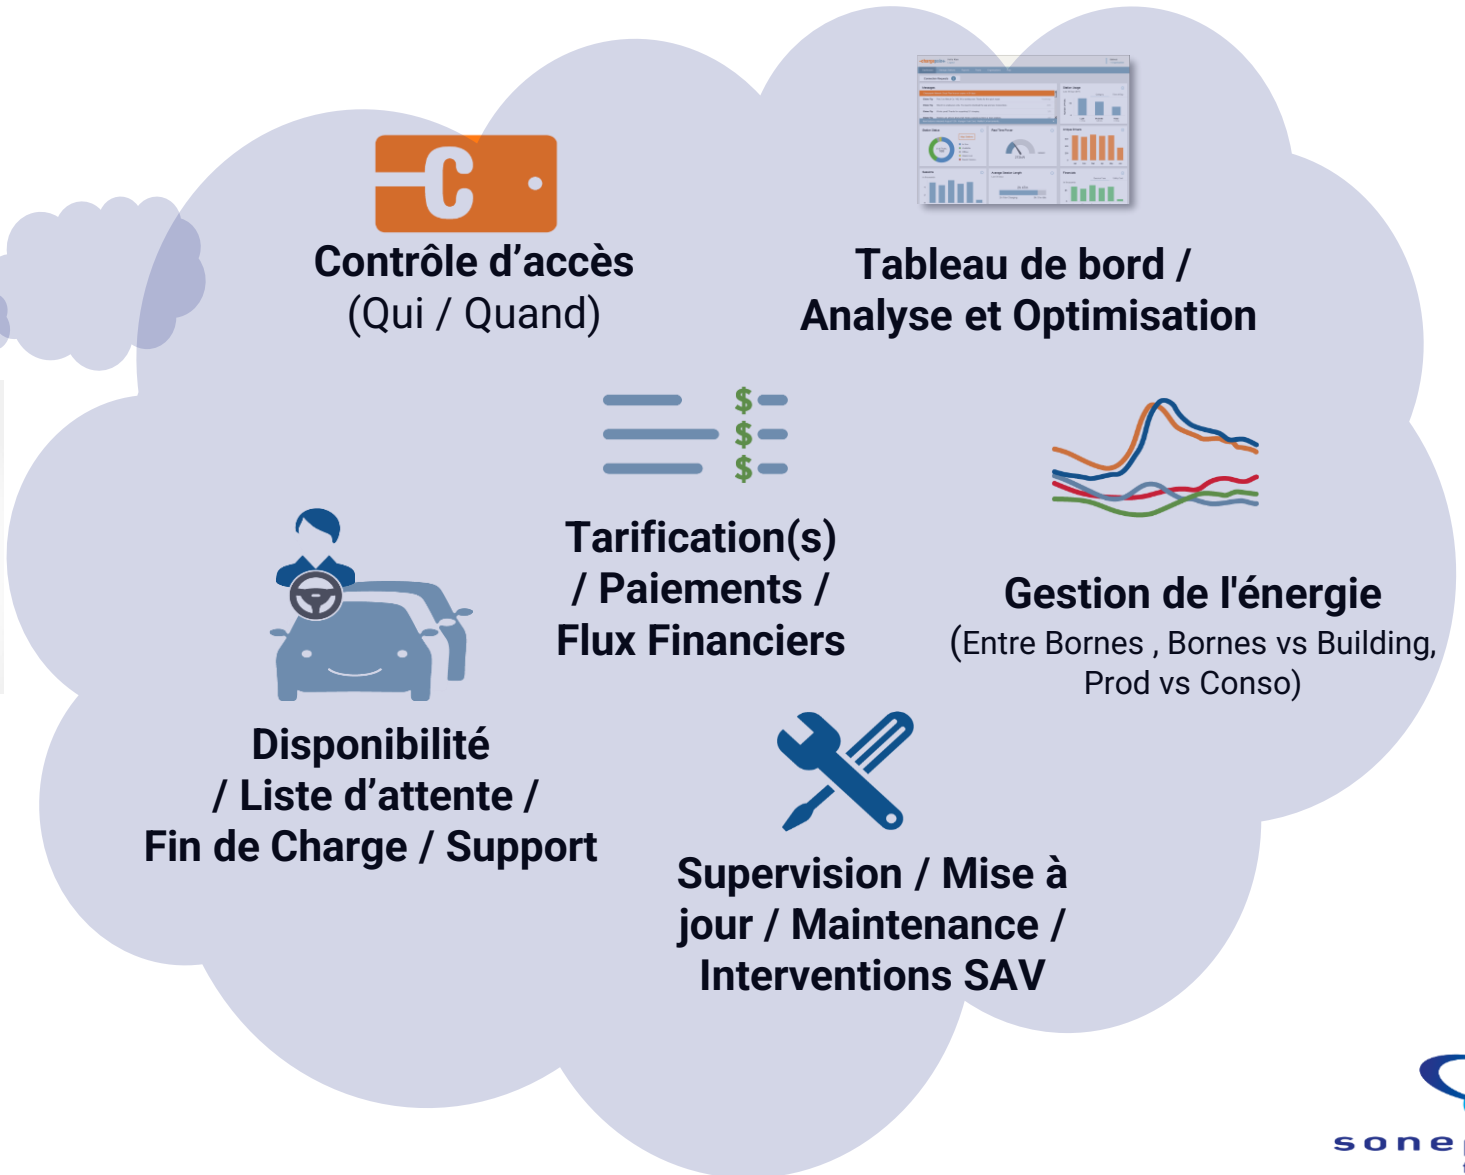 C
Contrôle d’accès
(Qui / Quand)
Tableau de bord /
Analyse et Optimisation
$
$
$
Tarification(s)
/ Paiements /
Flux Financiers
Gestion de l'énergie
(Entre Bornes , Bornes vs Building,
Prod vs Conso)
Disponibilité
/ Liste d’attente /
Fin de Charge / Support
Supervision / Mise à
jour / Maintenance /
Interventions SAV
sone